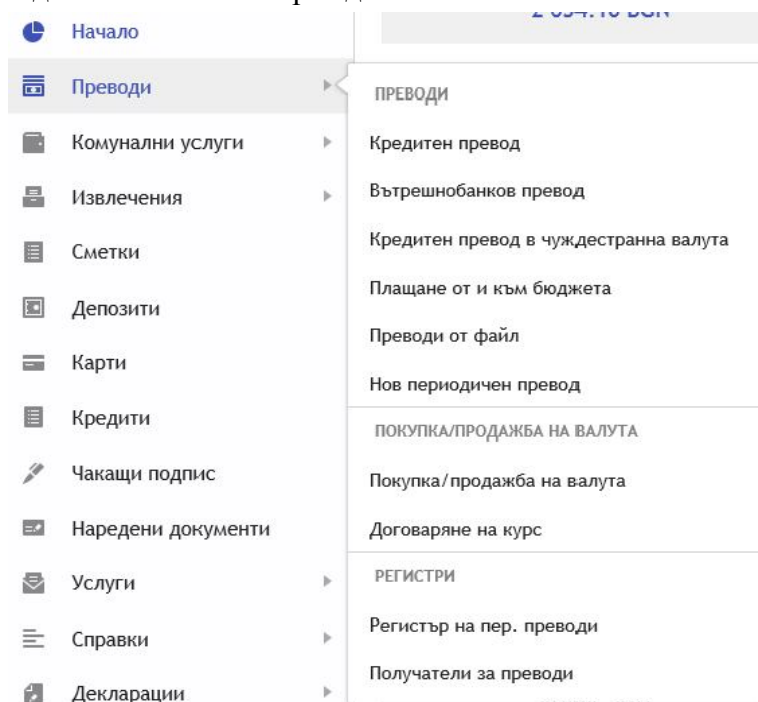 Начало
Преводи
Комунални услуги
Извлечения
Сметки
Депозити
Карти
Кредити
Чакащи подпис
Наредени документи
Услуги
Справки
Декларации
ПРЕВОДИ
Кредитен превод
Вътрешнобанков превод
Кредитен превод в чуждестранна валута
Плащане от и към бюджета
Преводи от файл
Нов периодичен превод
ПОКУПКА/ПРОДАЖБА НА ВАЛУТА
Покупка/продажба на валута
Договаряне на курс
РЕГИСТРИ
Регистър на пер. преводи
Получатели за преводи